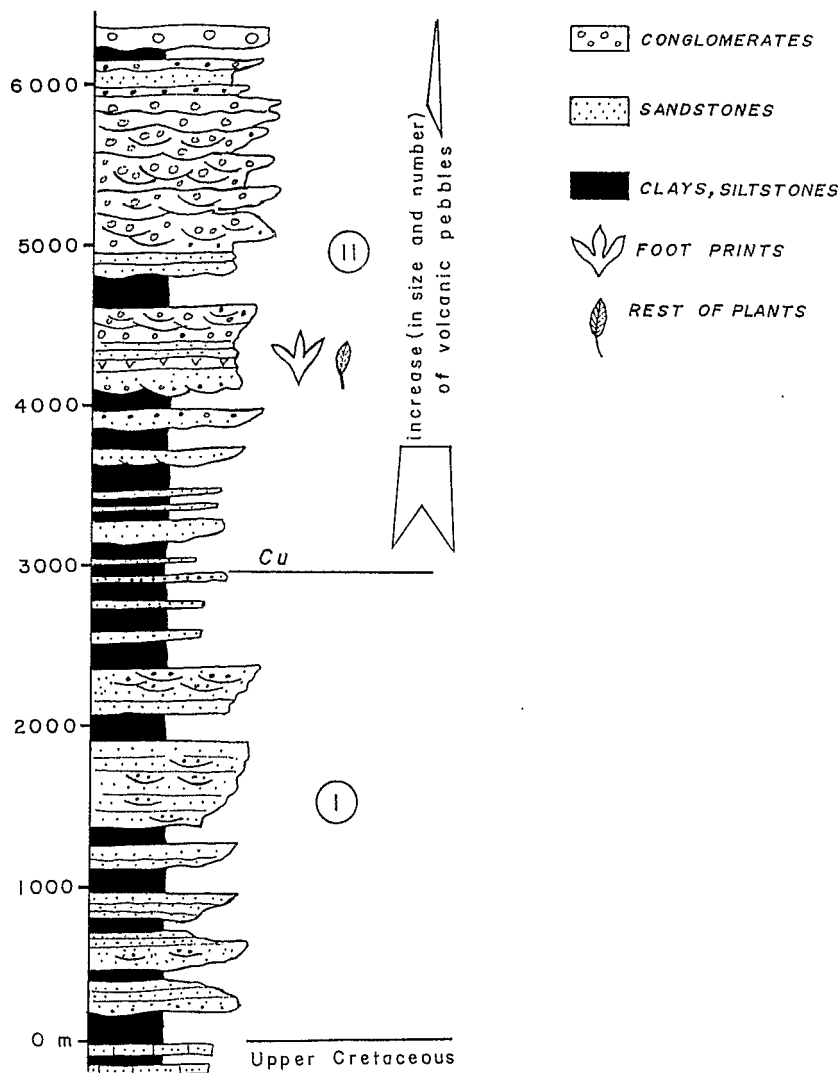 6000
5000
4000
3000
2000
1000
0 m
II
increase (in size and number)
of volcanic pebbles
Cu
I
Upper Cretaceous
CONGLOMERATES
SANDSTONES
CLAYS, SILTSTONES
FOOT PRINTS
REST OF PLANTS